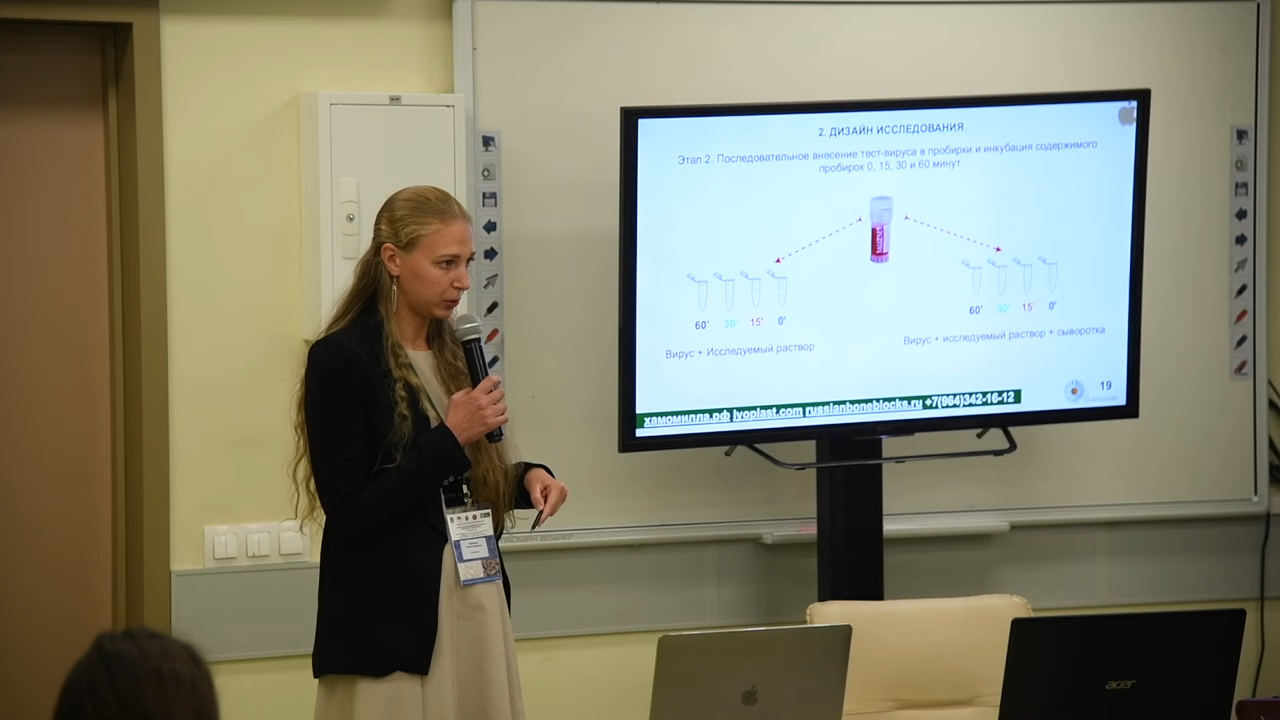 2. ДИЗАЙН ИССЛЕДОВАНИЯ
Этап 2. Последовательное внесение тест-вируса в пробирки и инкубация содержимого
пробирок 0, 15, 30 и 60 минут
60' 30' 15' 0'
60' 30' 15' 0'
Вирус + Исследуемый раствор
Вирус + исследуемый раствор + сыворотка
19
хамомилла.рф lyoplast.com russianboneblocks.ru +7(964)342-16-12
acer